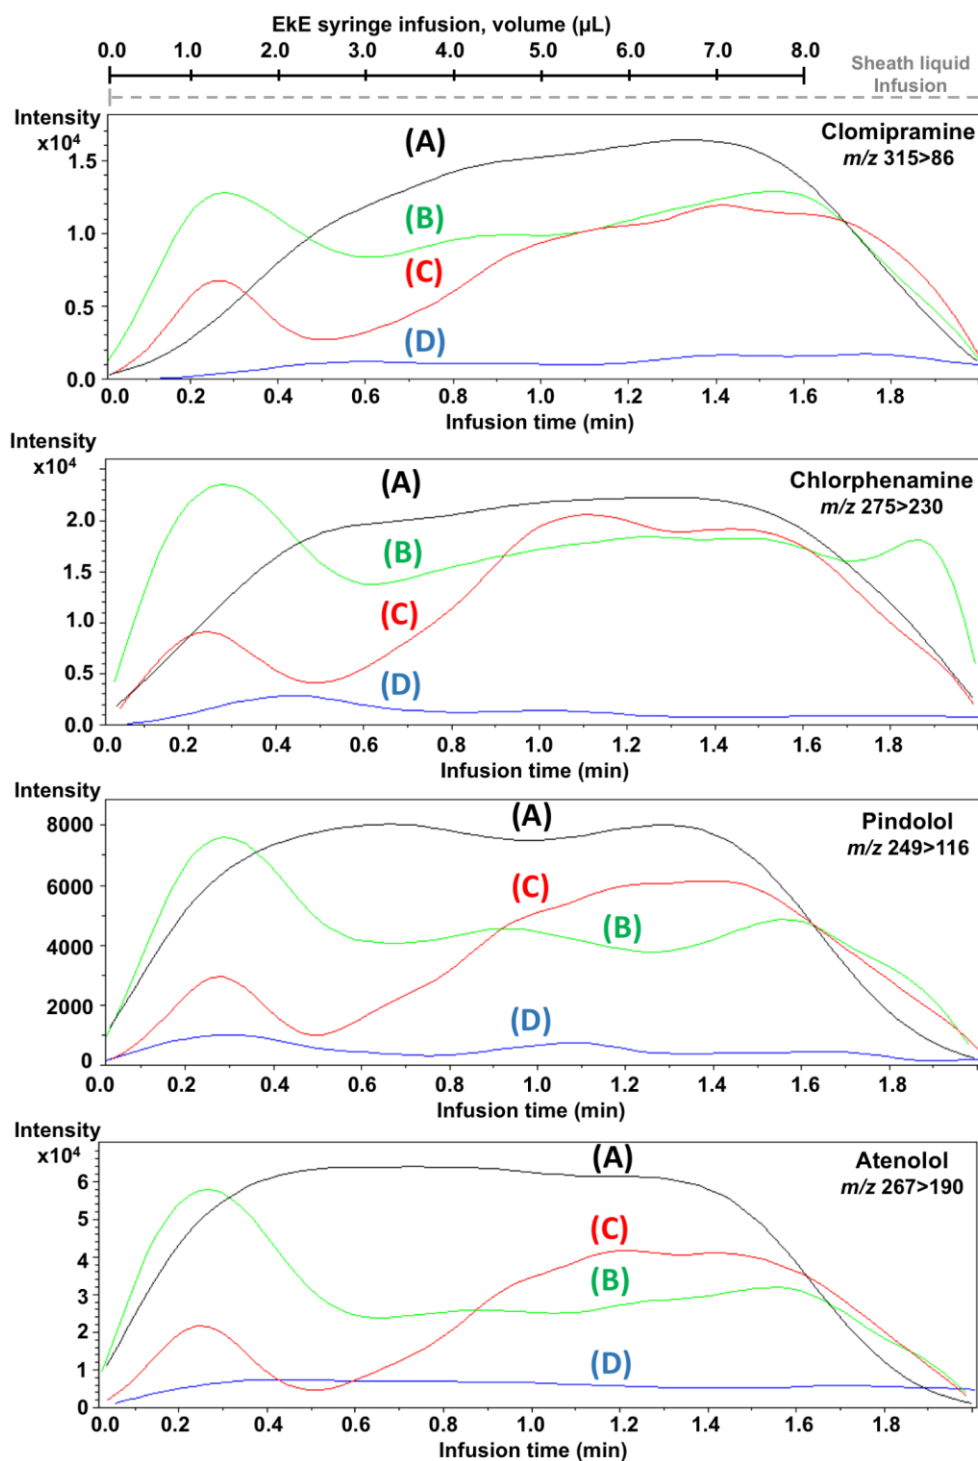 EkE syringe infusion, volume (µL)
0.0 1.0 2.0 3.0 4.0 5.0 6.0 7.0 8.0
Sheath liquid
Infusion
Intensity
x10⁴
Clomipramine
m/z 315>86
(A)
(B)
(C)
(D)
1.5
1.0
0.5
0.0
0.0 0.2 0.4 0.6 0.8 1.0 1.2 1.4 1.6 1.8
Infusion time (min)
Intensity
x10⁴
Chlorphenamine
m/z 275>230
(A)
(B)
(C)
(D)
2.0
1.5
1.0
0.5
0.0
0.0 0.2 0.4 0.6 0.8 1.0 1.2 1.4 1.6 1.8
Infusion time (min)
Intensity
Pindolol
m/z 249>116
(A)
(C)
(B)
(D)
8000
6000
4000
2000
0
0.0 0.2 0.4 0.6 0.8 1.0 1.2 1.4 1.6 1.8
Infusion time (min)
Intensity
x10⁴
Atenolol
m/z 267>190
(A)
(C)
(B)
(D)
6
5
4
3
2
1
0
0.0 0.2 0.4 0.6 0.8 1.0 1.2 1.4 1.6 1.8
Infusion time (min)